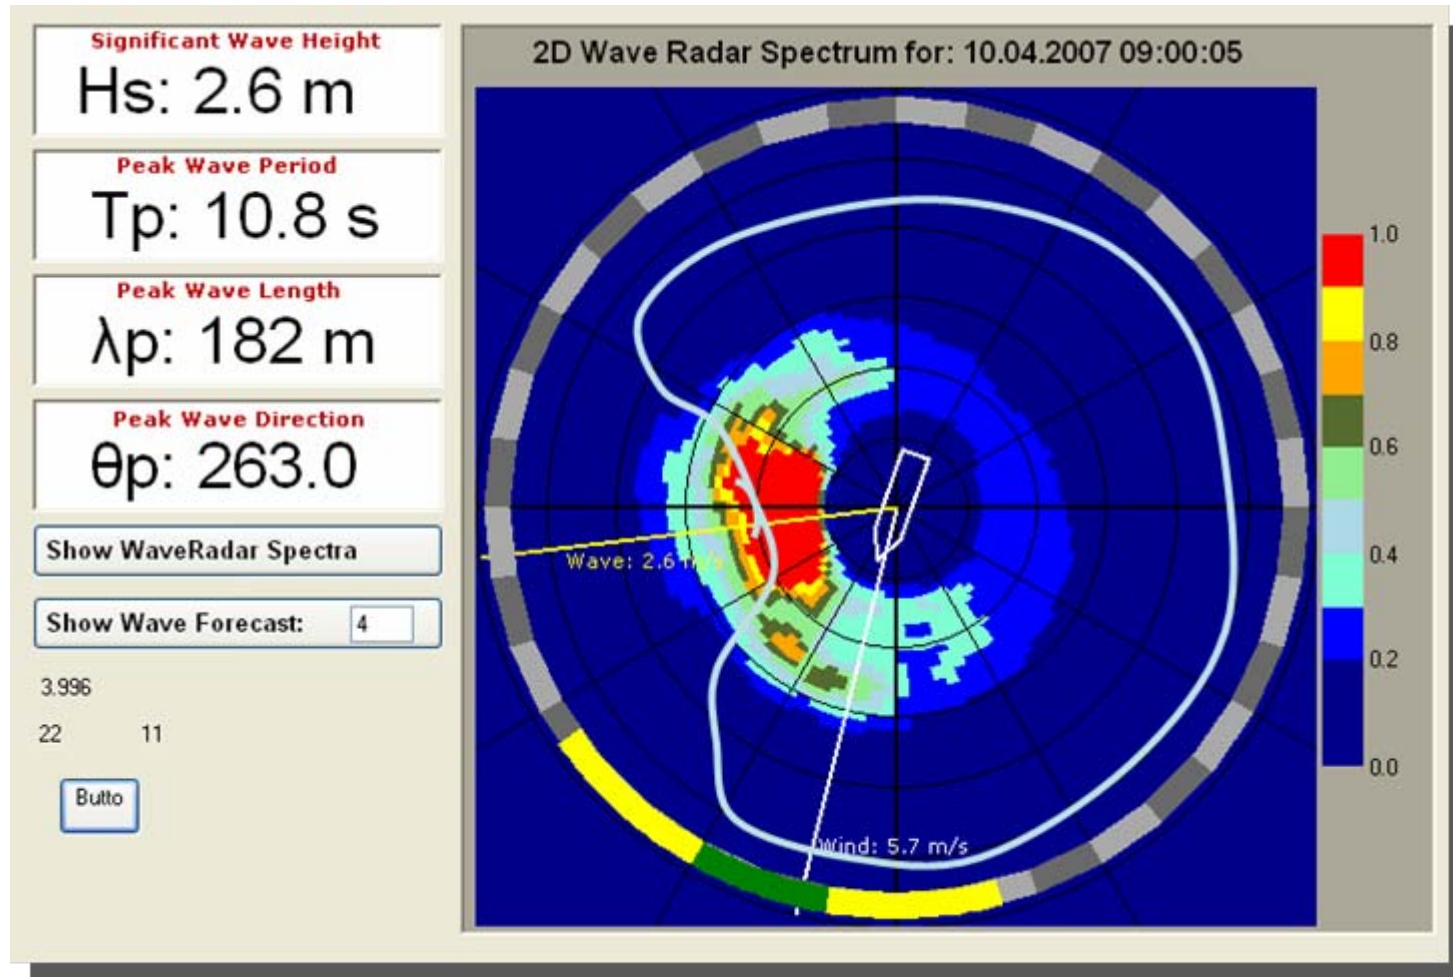 Significant Wave Height
Hs: 2.6 m
Peak Wave Period
Tp: 10.8 s
Peak Wave Length
λp: 182 m
Peak Wave Direction
θp: 263.0
Show WaveRadar Spectra
Show Wave Forecast: 4
3.996
22 11
Butto
2D Wave Radar Spectrum for: 10.04.2007 09:00:05
Wave: 2.6 m/s
Wind: 5.7 m/s
1.0
0.8
0.6
0.4
0.2
0.0